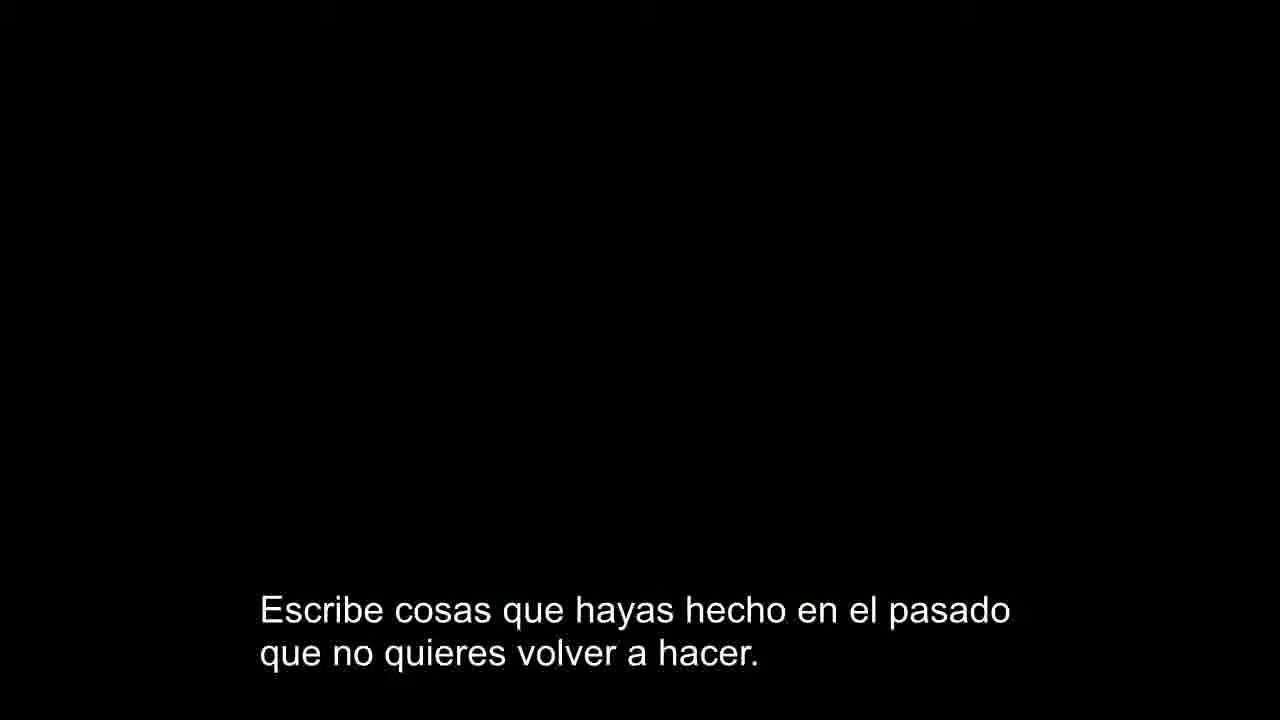 Escribe cosas que hayas hecho en el pasado
que no quieres volver a hacer.